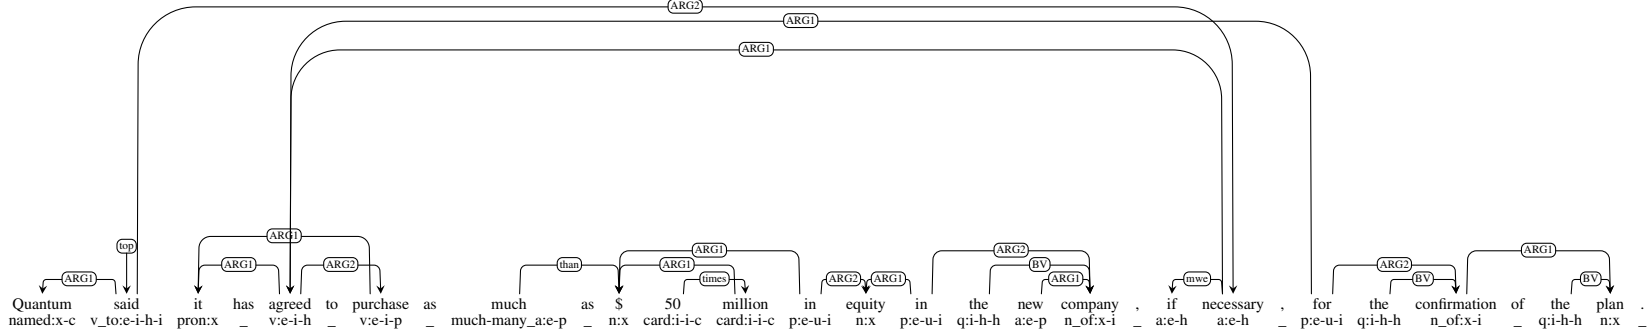 ARG2
ARG1
ARG1
top ARG1 than ARG1 ARG2
ARG1 ARG1 ARG2 than ARG1 ARG2 ARG1 BV mwe ARG2 ARG1
times ARG1 BV BV
Quantum said it has agreed to purchase as much as $ 50 million in equity in the new company , if necessary , for the confirmation of the plan .
named:x-c v_to:e-i-h-i pron:x _ v:e-i-h _ v:e-i-p _ much-many_a:e-p _ n:x card:i-i-c card:i-i-c p:e-u-i n:x p:e-u-i q:i-h-h a:e-p n_of:x-i _ a:e-h a:e-h _ p:e-u-i q:i-h-h n_of:x-i _ q:i-h-h n:x _